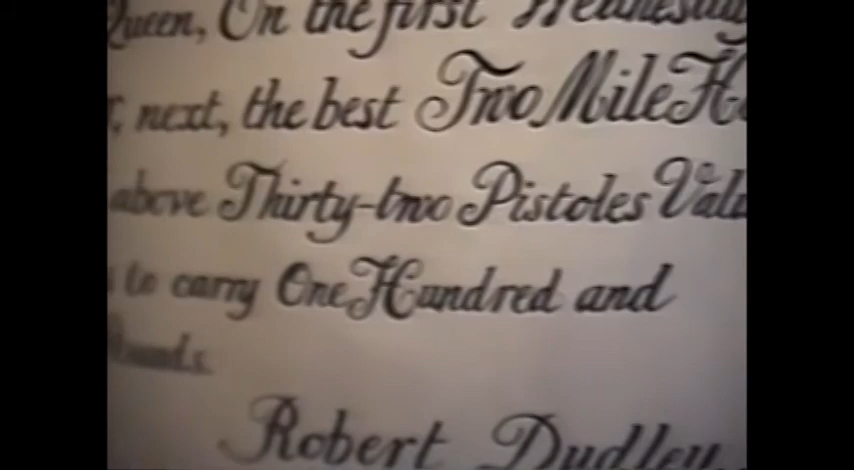 Queen, On the first Wednesday
next, the best Two Mile
above Thirty-two Pistoles
to carry One Hundred and
Robert Dudley